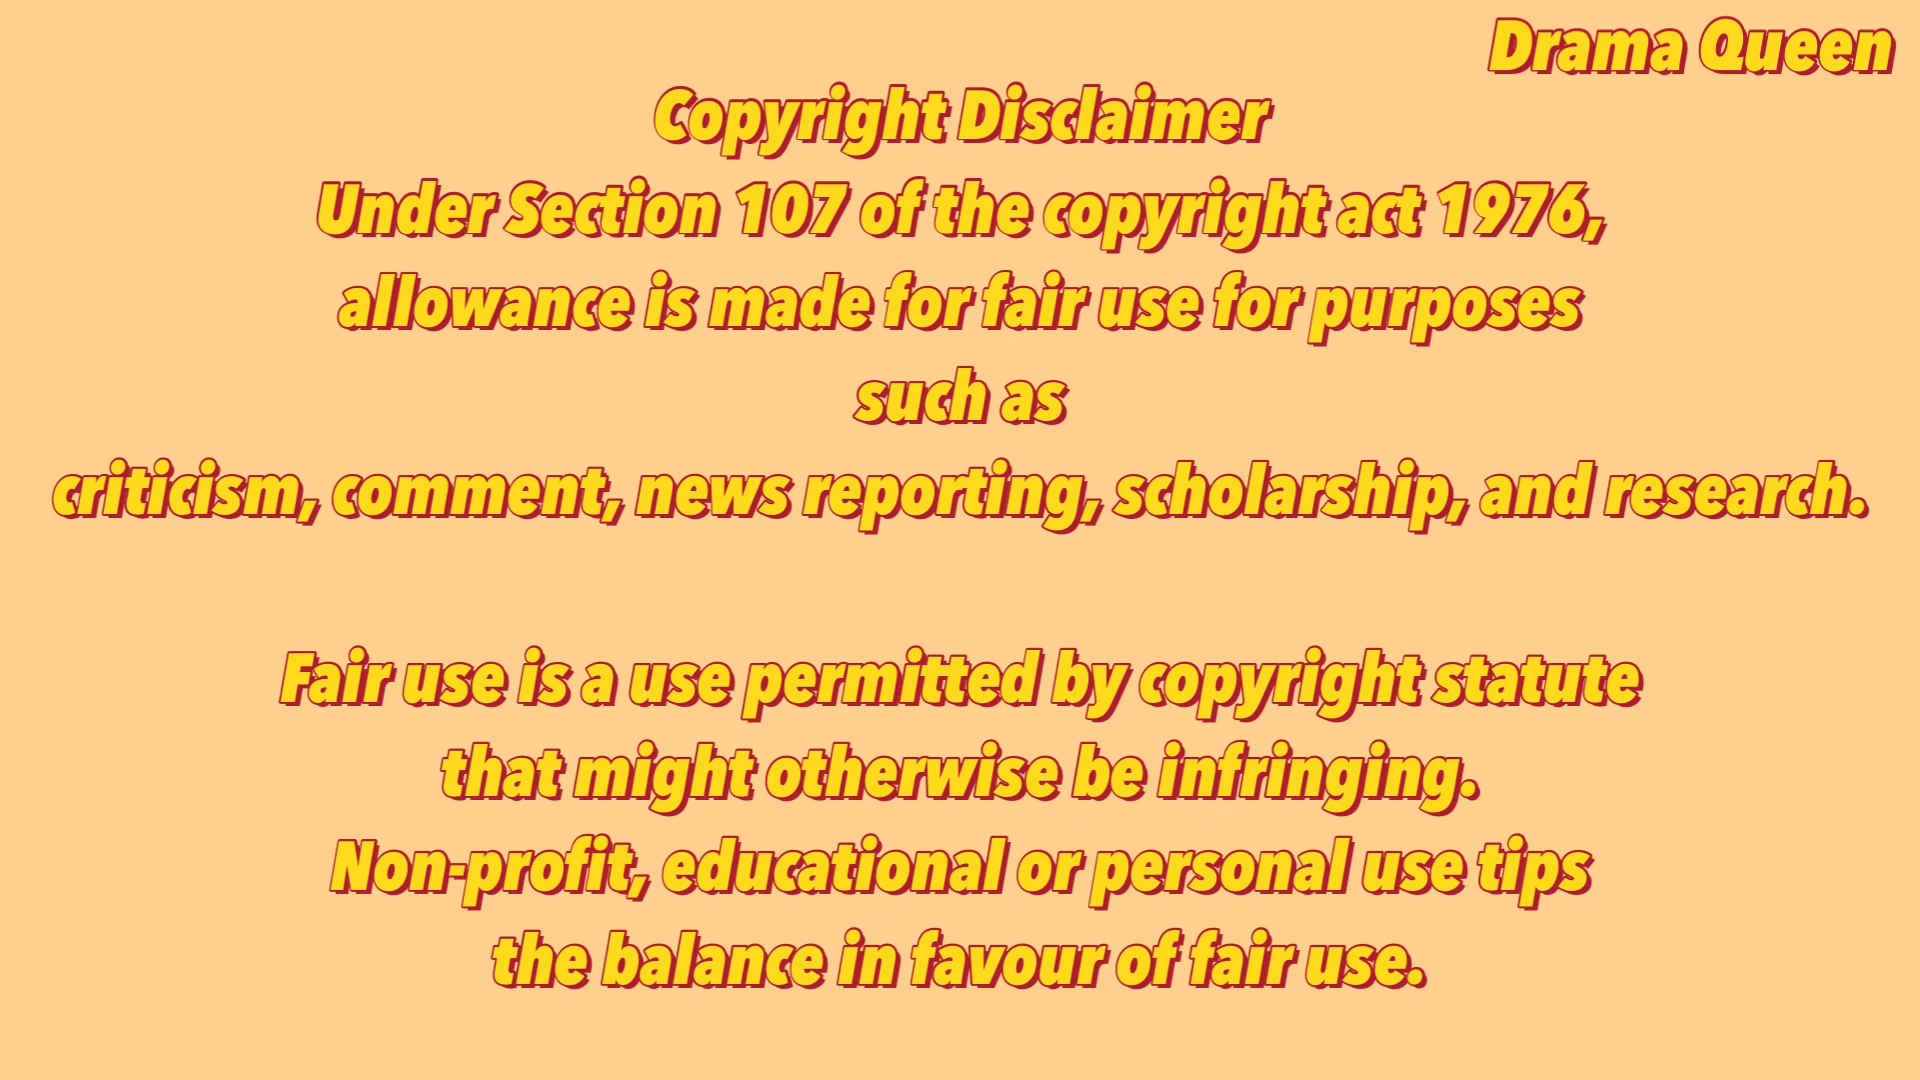 Drama Queen
Copyright Disclaimer
Under Section 107 of the copyright act 1976,
allowance is made for fair use for purposes
such as
criticism, comment, news reporting, scholarship, and research.
Fair use is a use permitted by copyright statute
that might otherwise be infringing.
Non-profit, educational or personal use tips
the balance in favour of fair use.